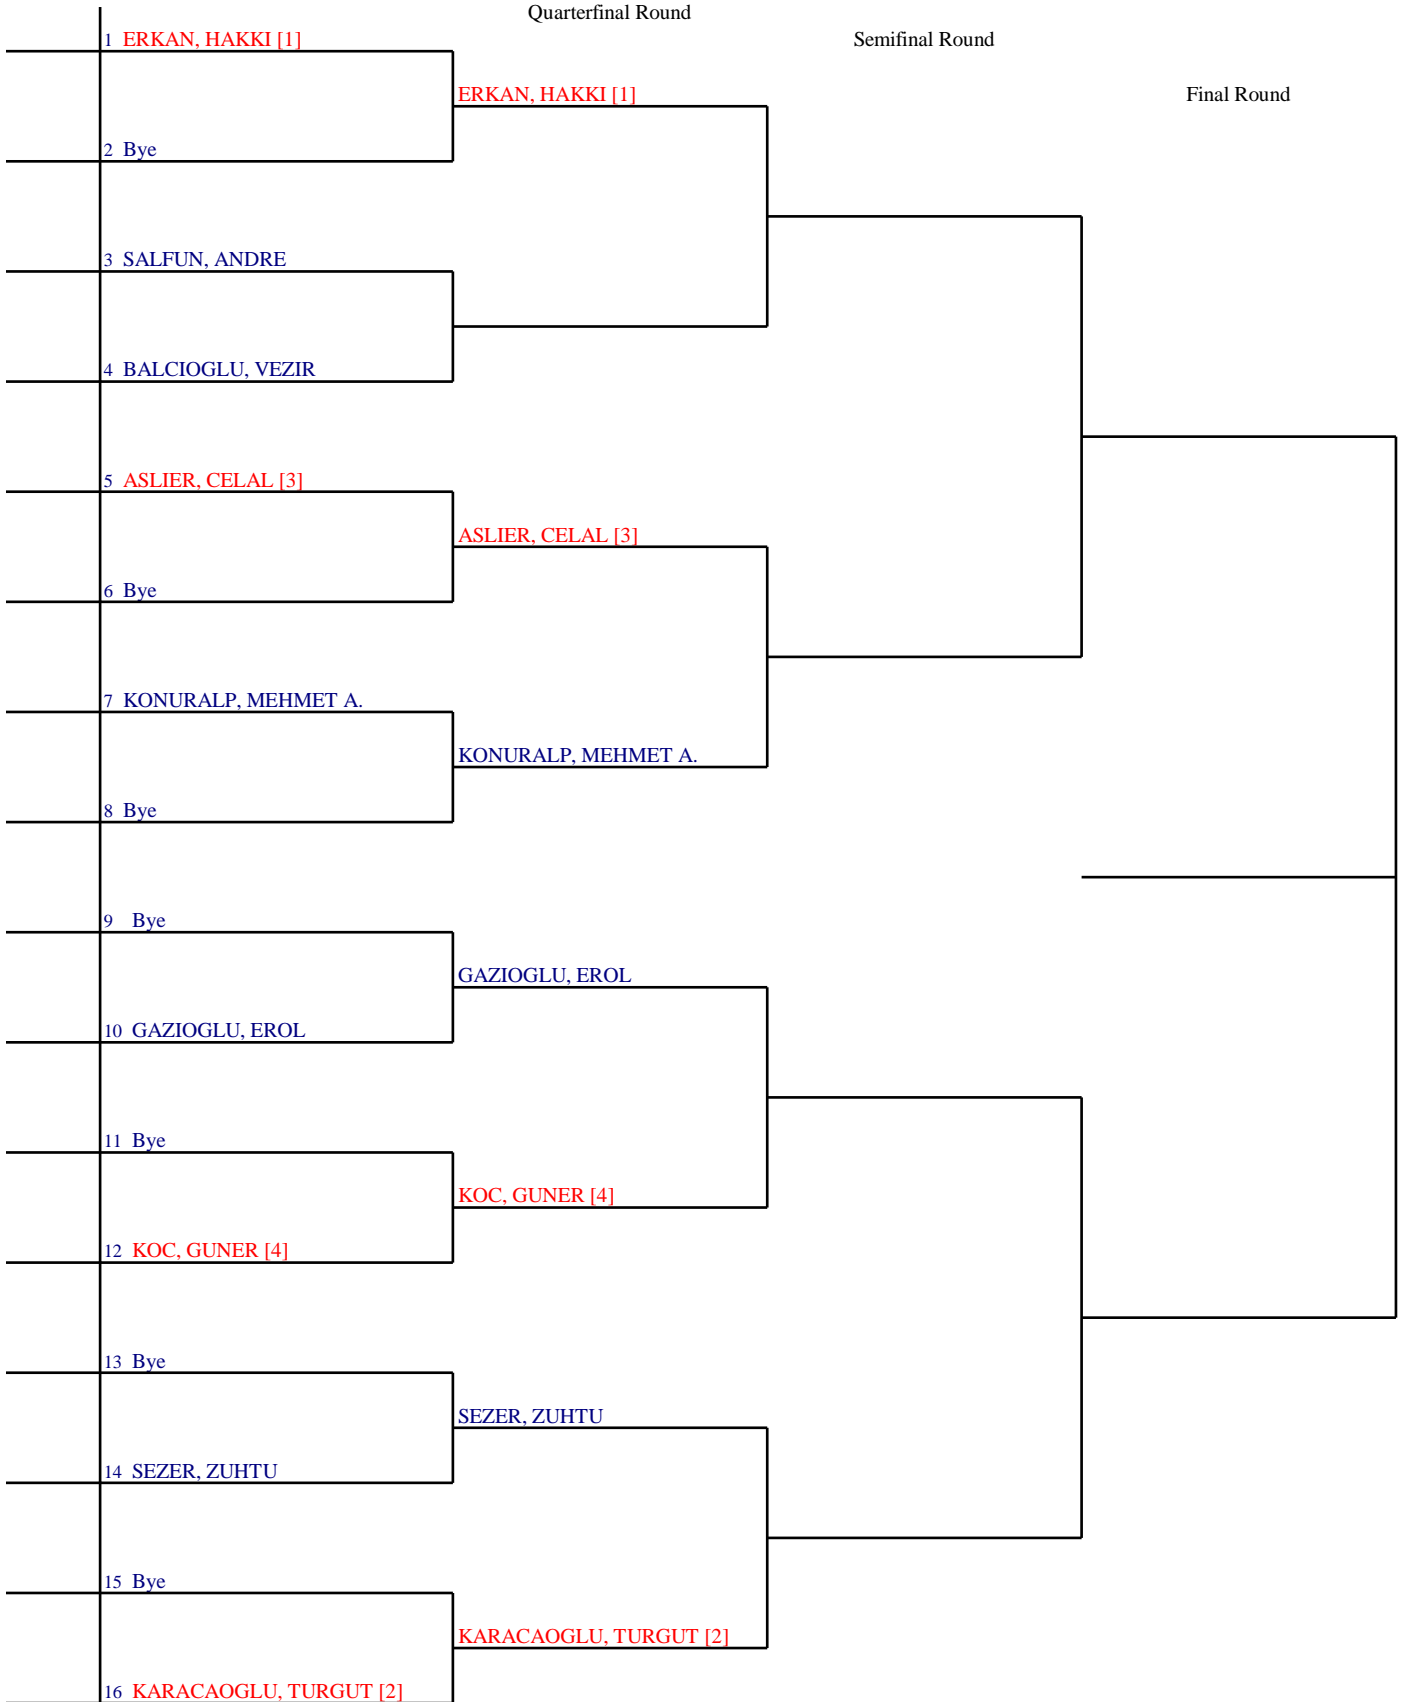 Quarterfinal Round
Semifinal Round
Final Round
1 ERKAN, HAKKI [1]
ERKAN, HAKKI [1]
2 Bye
3 SALFUN, ANDRE
4 BALCIOGLU, VEZIR
5 ASLIER, CELAL [3]
ASLIER, CELAL [3]
6 Bye
7 KONURALP, MEHMET A.
KONURALP, MEHMET A.
8 Bye
9 Bye
GAZIOGLU, EROL
10 GAZIOGLU, EROL
11 Bye
KOC, GUNER [4]
12 KOC, GUNER [4]
13 Bye
SEZER, ZUHTU
14 SEZER, ZUHTU
15 Bye
KARACAOGLU, TURGUT [2]
16 KARACAOGLU, TURGUT [2]